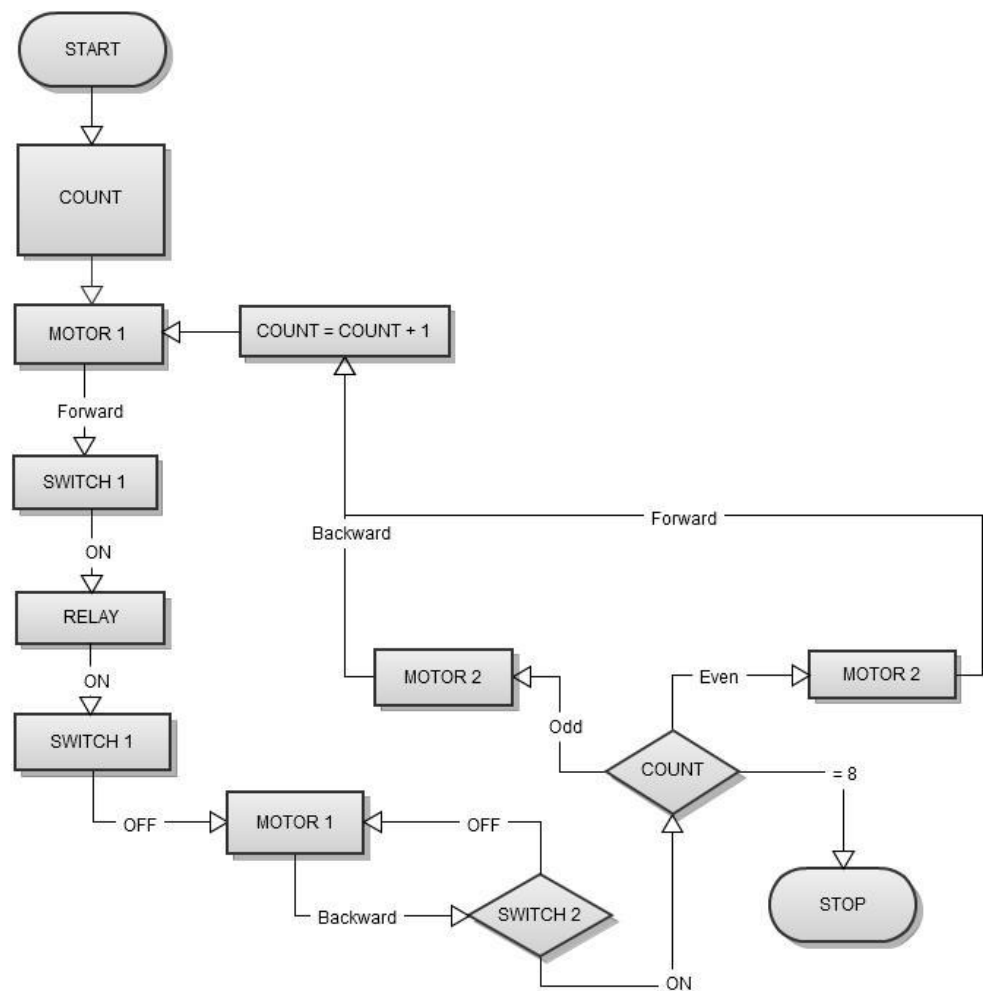 START
COUNT
MOTOR 1
COUNT = COUNT + 1
Forward
SWITCH 1
ON
RELAY
ON
SWITCH 1
OFF
MOTOR 1
Backward
SWITCH 2
OFF
ON
COUNT
Odd
MOTOR 2
Backward
Even
MOTOR 2
Forward
= 8
STOP